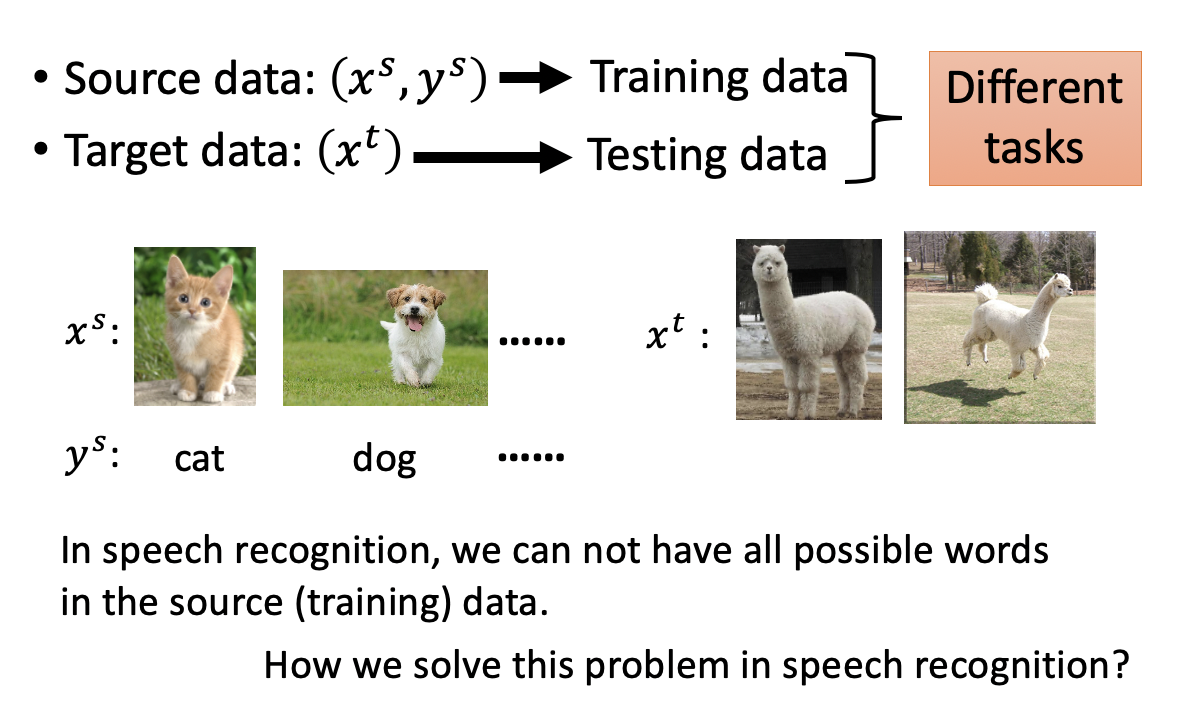 • Source data: (x^s, y^s) → Training data
• Target data: (x^t) → Testing data
Different
tasks
x^s: ......
x^t :
y^s: cat dog ......
In speech recognition, we can not have all possible words
in the source (training) data.
How we solve this problem in speech recognition?